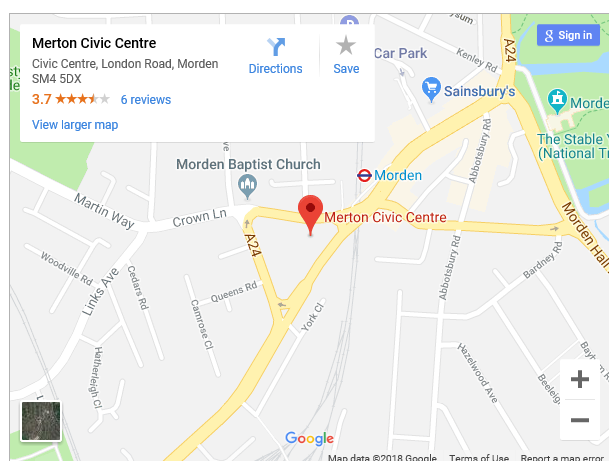 Merton Civic Centre
Civic Centre, London Road, Morden
SM4 5DX
3.7
6 reviews
View larger map
Directions
Save
Sign in
P
A24
Car Park
Kenley Rd
Sainsbury's
Abbotsbury Rd
The Stable
(National
Morden Baptist Church
Morden
Martin Way
Crown Ln
Merton Civic Centre
A24
Morden Hall
Woodville Rd
Links Ave
Cedars Rd
Queens Rd
Camrose Cl
York Cl
Abbotsbury Rd
Bardney Rd
Hatherleigh Cl
Hazelwood Ave
Google
Map data ©2018 Google
Terms of Use
Report a map error